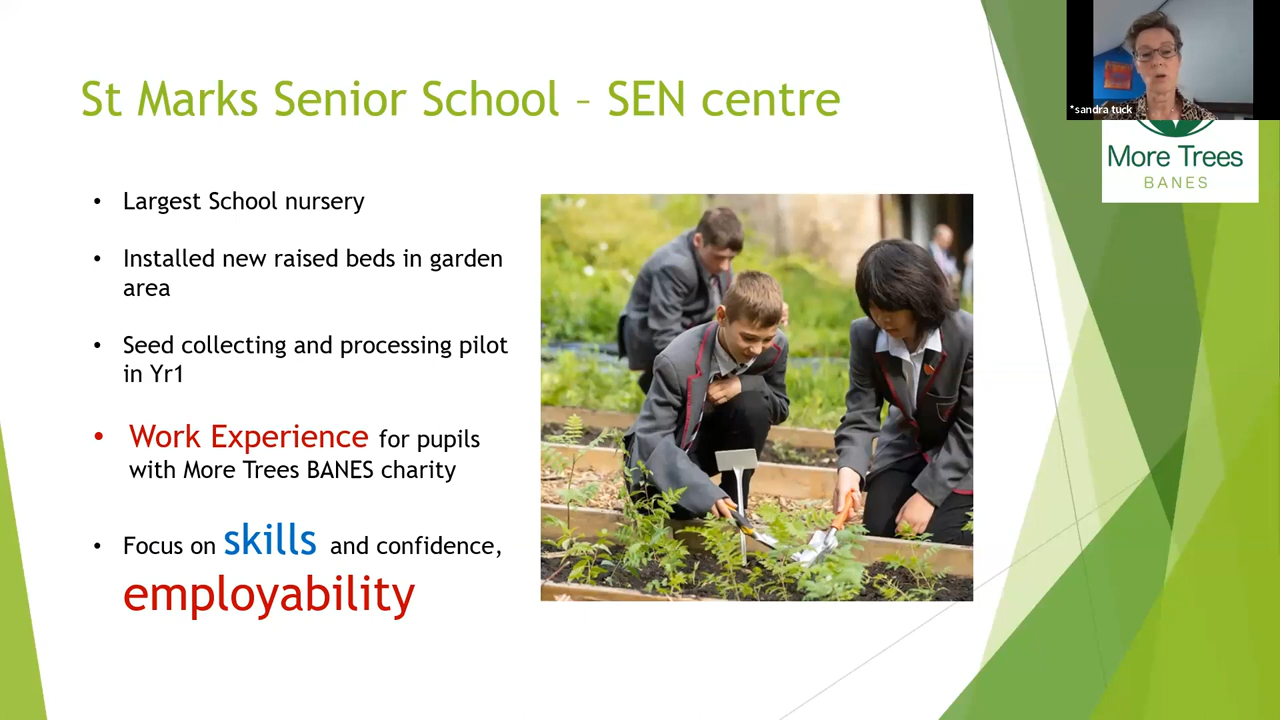 St Marks Senior School – SEN centre
*sandra tuck
More Trees
BANES
• Largest School nursery
• Installed new raised beds in garden
area
• Seed collecting and processing pilot
in Yr1
• Work Experience for pupils
with More Trees BANES charity
• Focus on skills and confidence,
employability